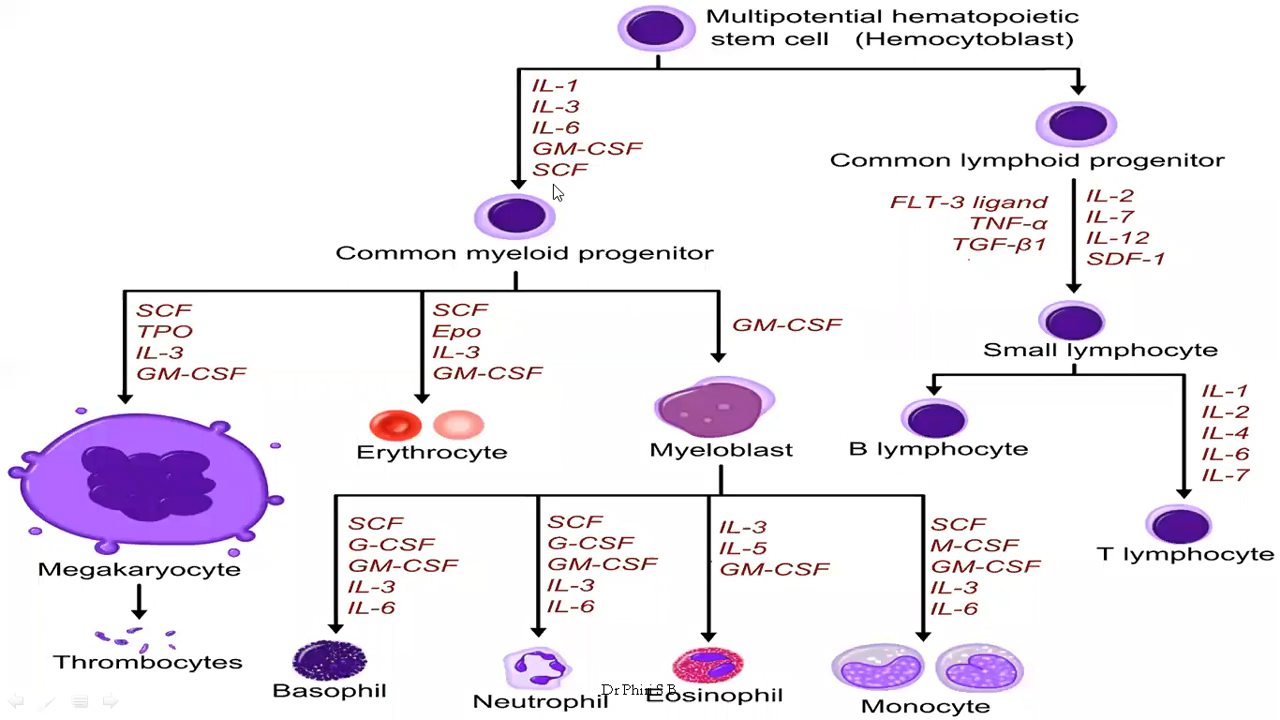 Multipotential hematopoietic
stem cell (Hemocytoblast)
IL-1
IL-3
IL-6
GM-CSF
SCF
Common lymphoid progenitor
FLT-3 ligand
TNF-α
TGF-β1
IL-2
IL-7
IL-12
SDF-1
Common myeloid progenitor
SCF
TPO
IL-3
GM-CSF
SCF
Epo
IL-3
GM-CSF
GM-CSF
Small lymphocyte
IL-1
IL-2
IL-4
IL-6
IL-7
Erythrocyte
Myeloblast
B lymphocyte
T lymphocyte
Megakaryocyte
SCF
G-CSF
GM-CSF
IL-3
IL-6
SCF
G-CSF
GM-CSF
IL-3
IL-6
IL-3
IL-5
GM-CSF
SCF
M-CSF
GM-CSF
IL-3
IL-6
Thrombocytes
Basophil
Neutrophil
Eosinophil
Monocyte